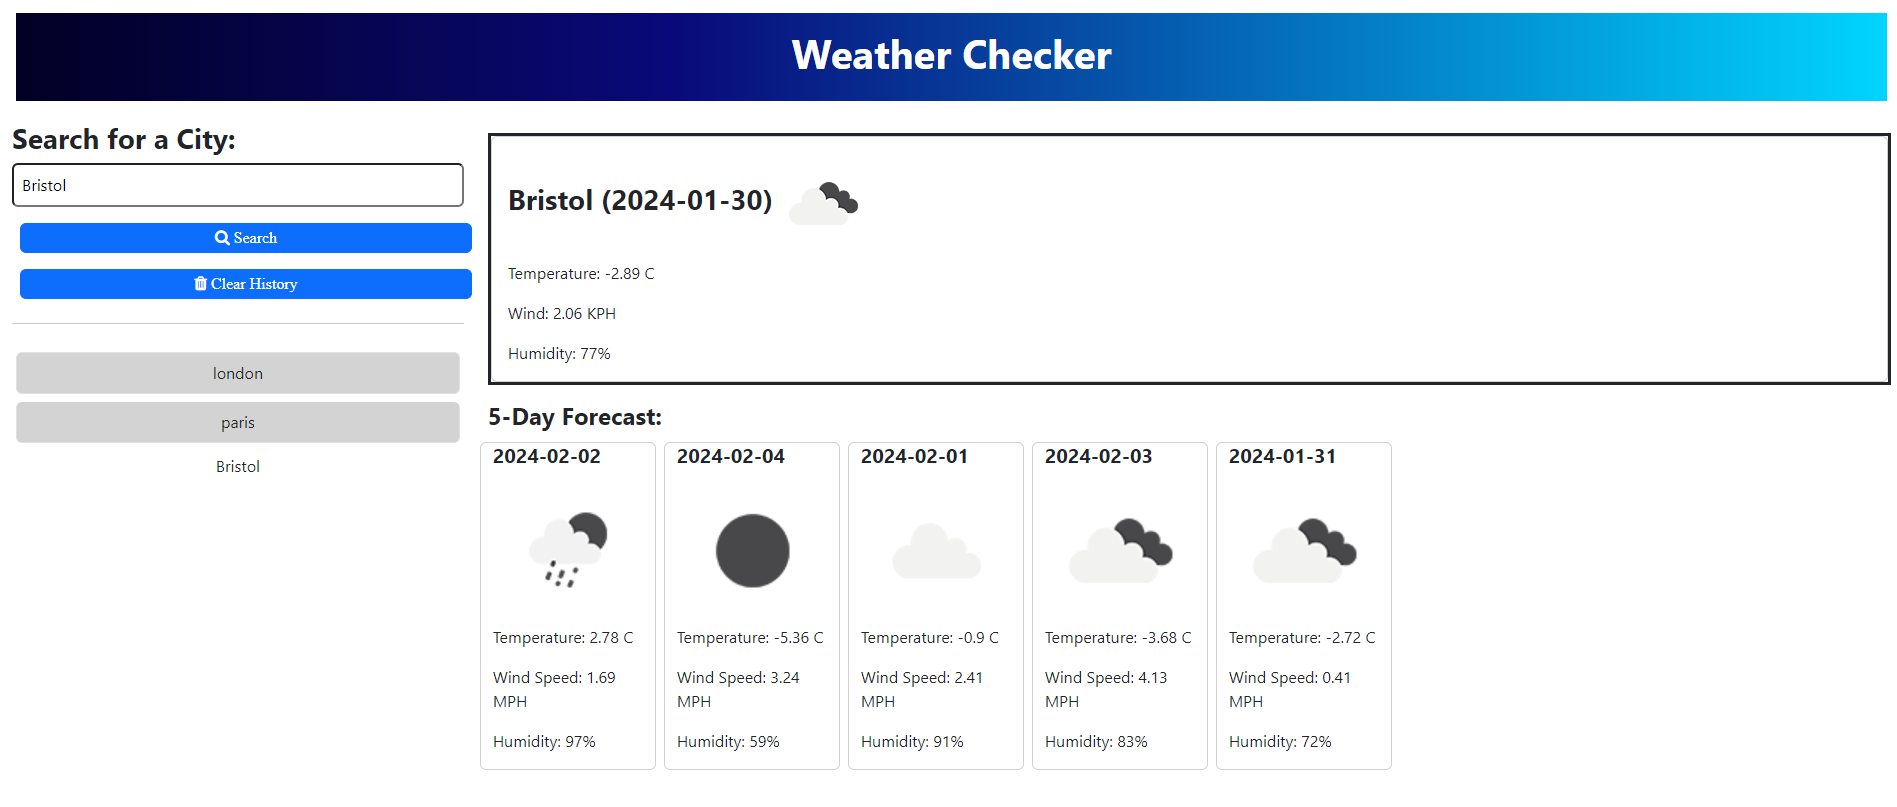 Weather Checker
Search for a City:
Bristol
Search
Clear History
london
paris
Bristol
Bristol (2024-01-30)
Temperature: -2.89 C
Wind: 2.06 KPH
Humidity: 77%
5-Day Forecast:
2024-02-02
Temperature: 2.78 C
Wind Speed: 1.69
MPH
Humidity: 97%
2024-02-04
Temperature: -5.36 C
Wind Speed: 3.24
MPH
Humidity: 59%
2024-02-01
Temperature: -0.9 C
Wind Speed: 2.41
MPH
Humidity: 91%
2024-02-03
Temperature: -3.68 C
Wind Speed: 4.13
MPH
Humidity: 83%
2024-01-31
Temperature: -2.72 C
Wind Speed: 0.41
MPH
Humidity: 72%